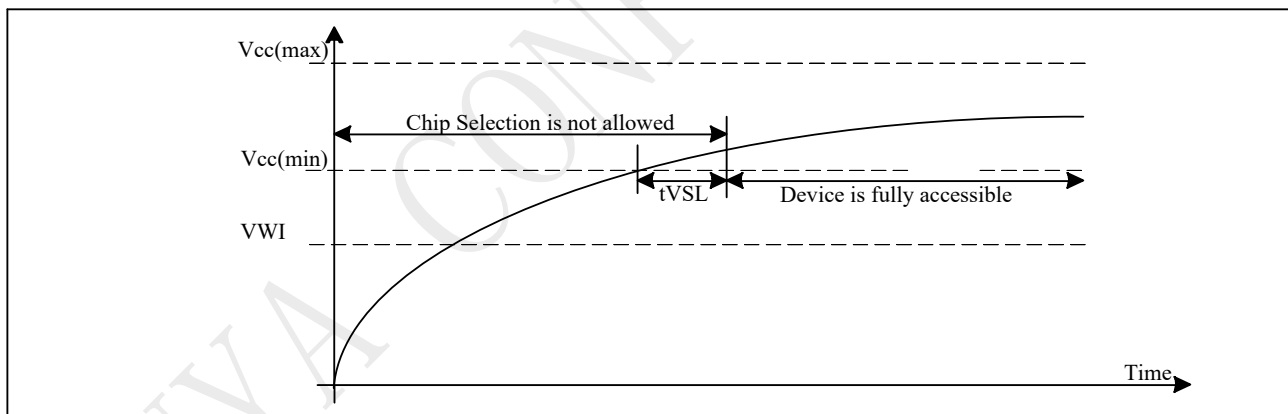 Vcc(max)
Chip Selection is not allowed
Vcc(min)
tVSL
Device is fully accessible
VWI
Time